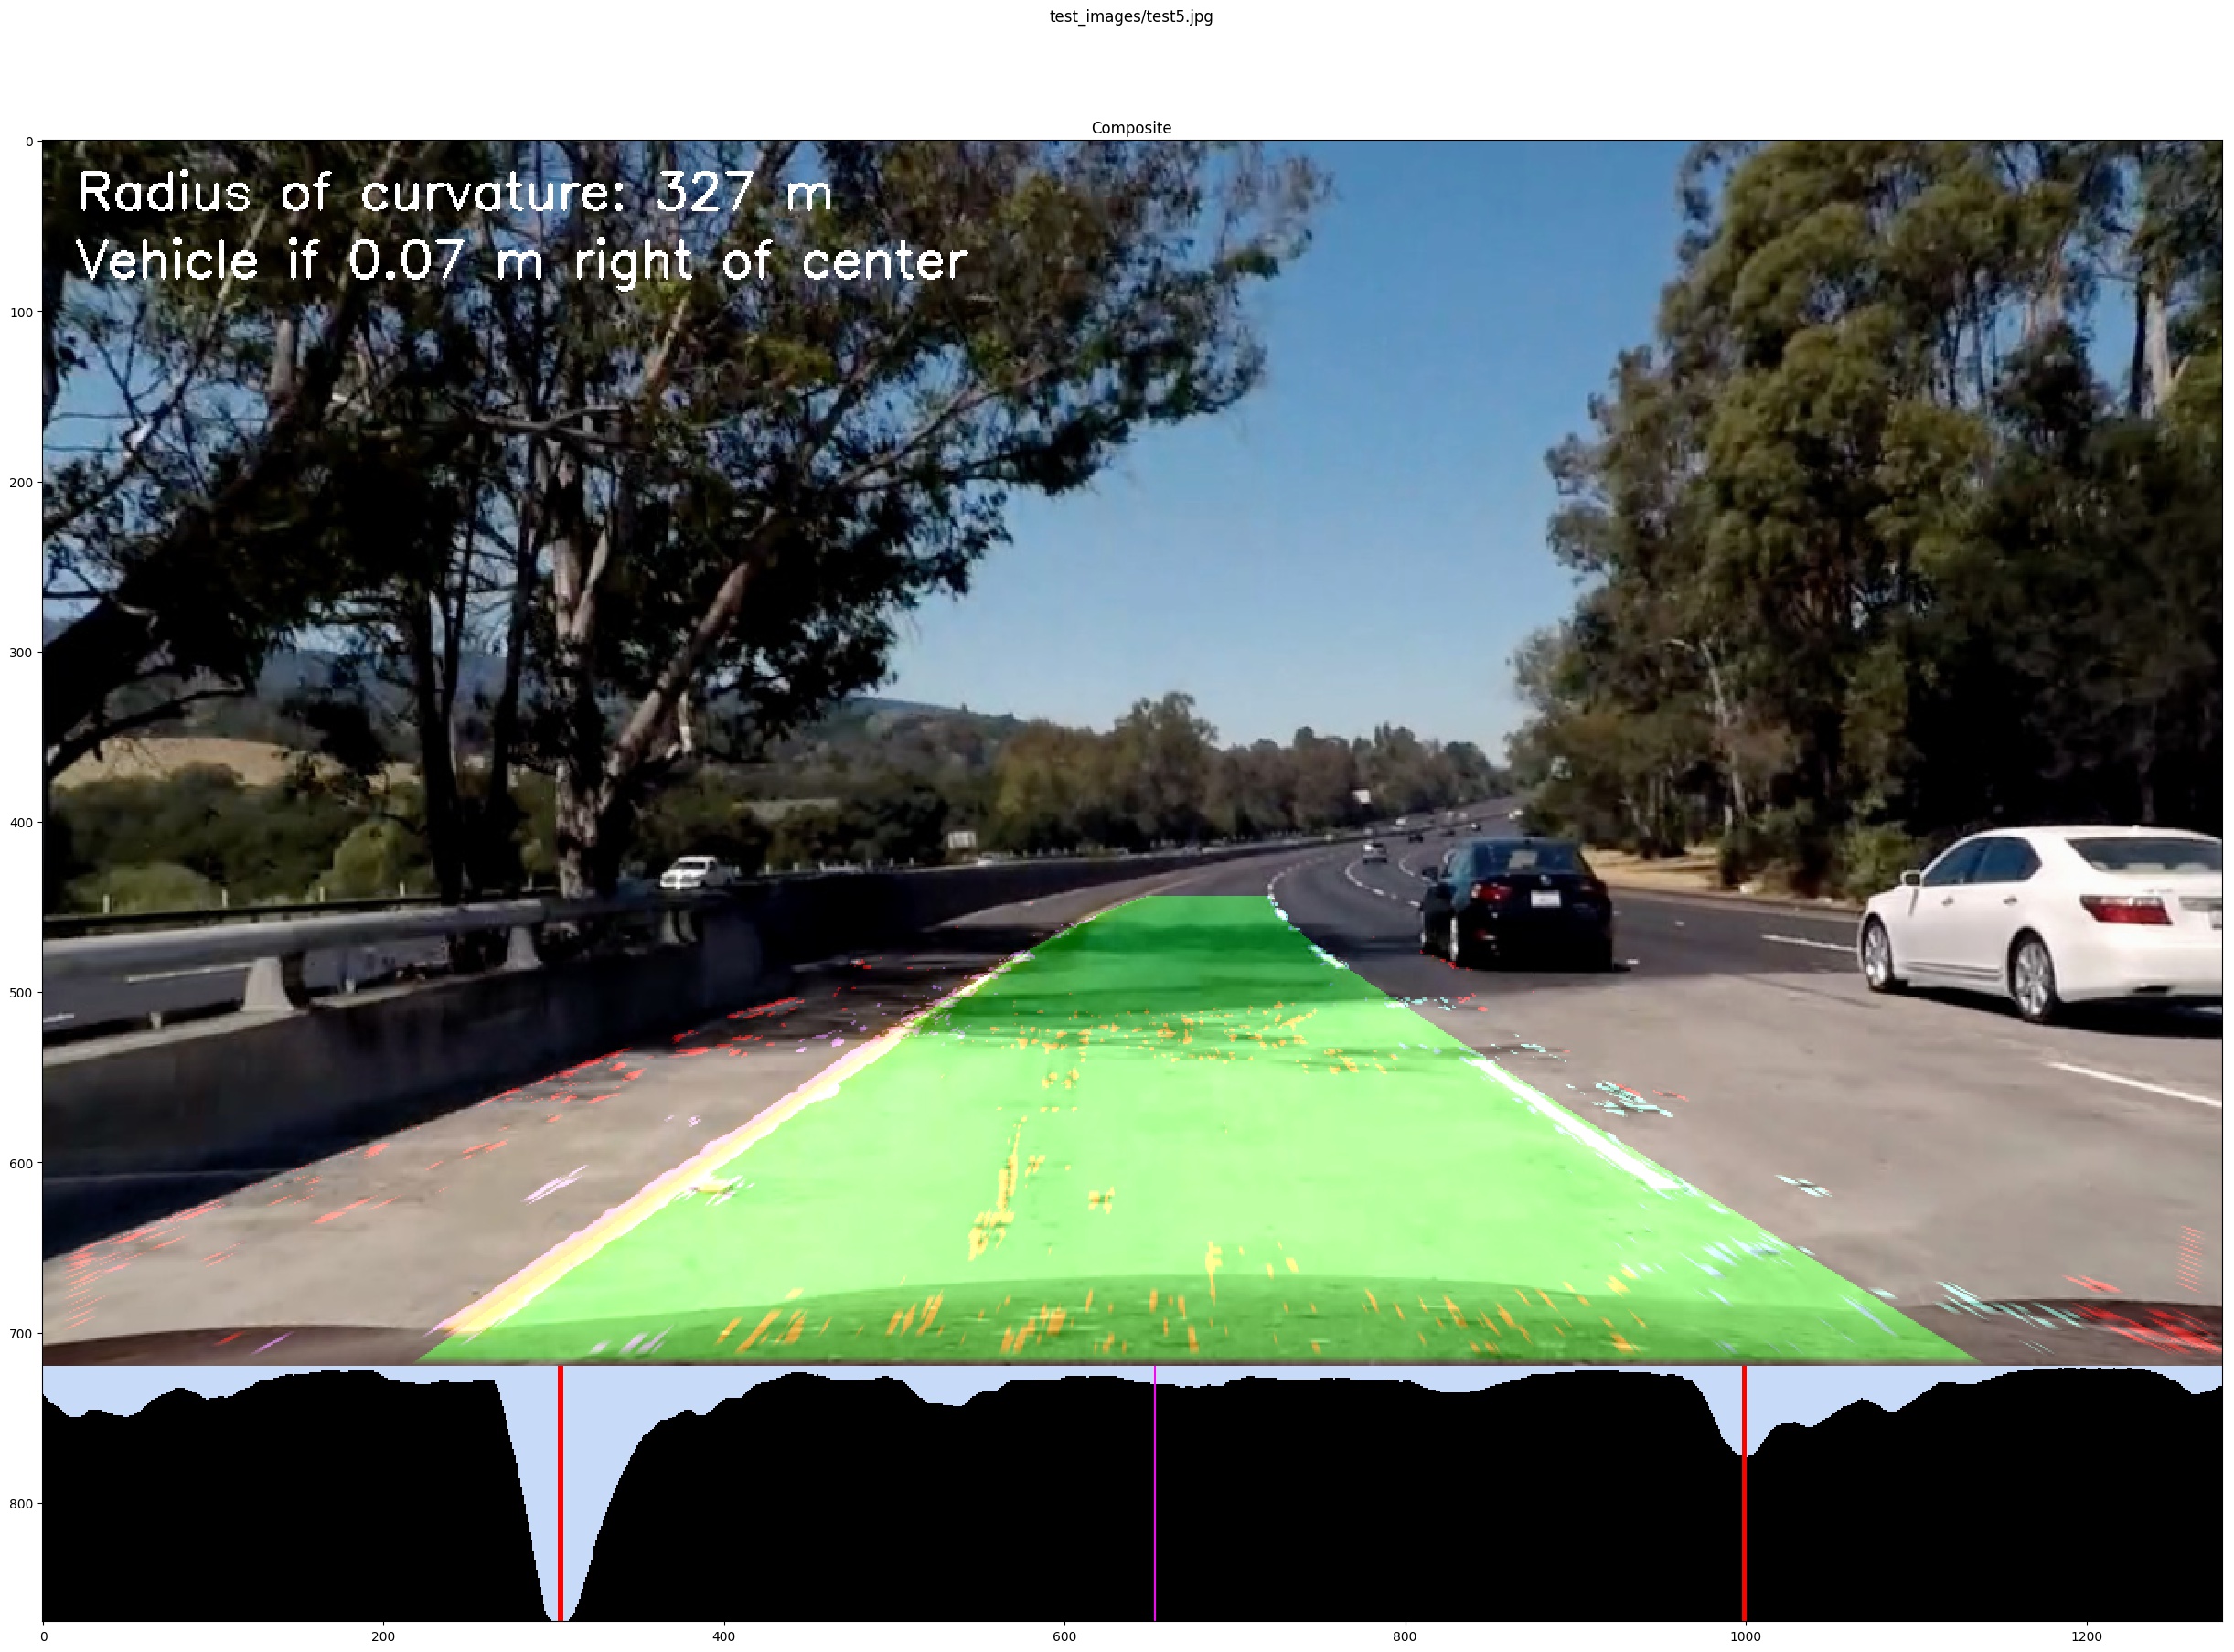 test_images/test5.jpg
Composite
Radius of curvature: 327 m
Vehicle if 0.07 m right of center
0
100
200
300
400
500
600
700
800
0 200 400 600 800 1000 1200